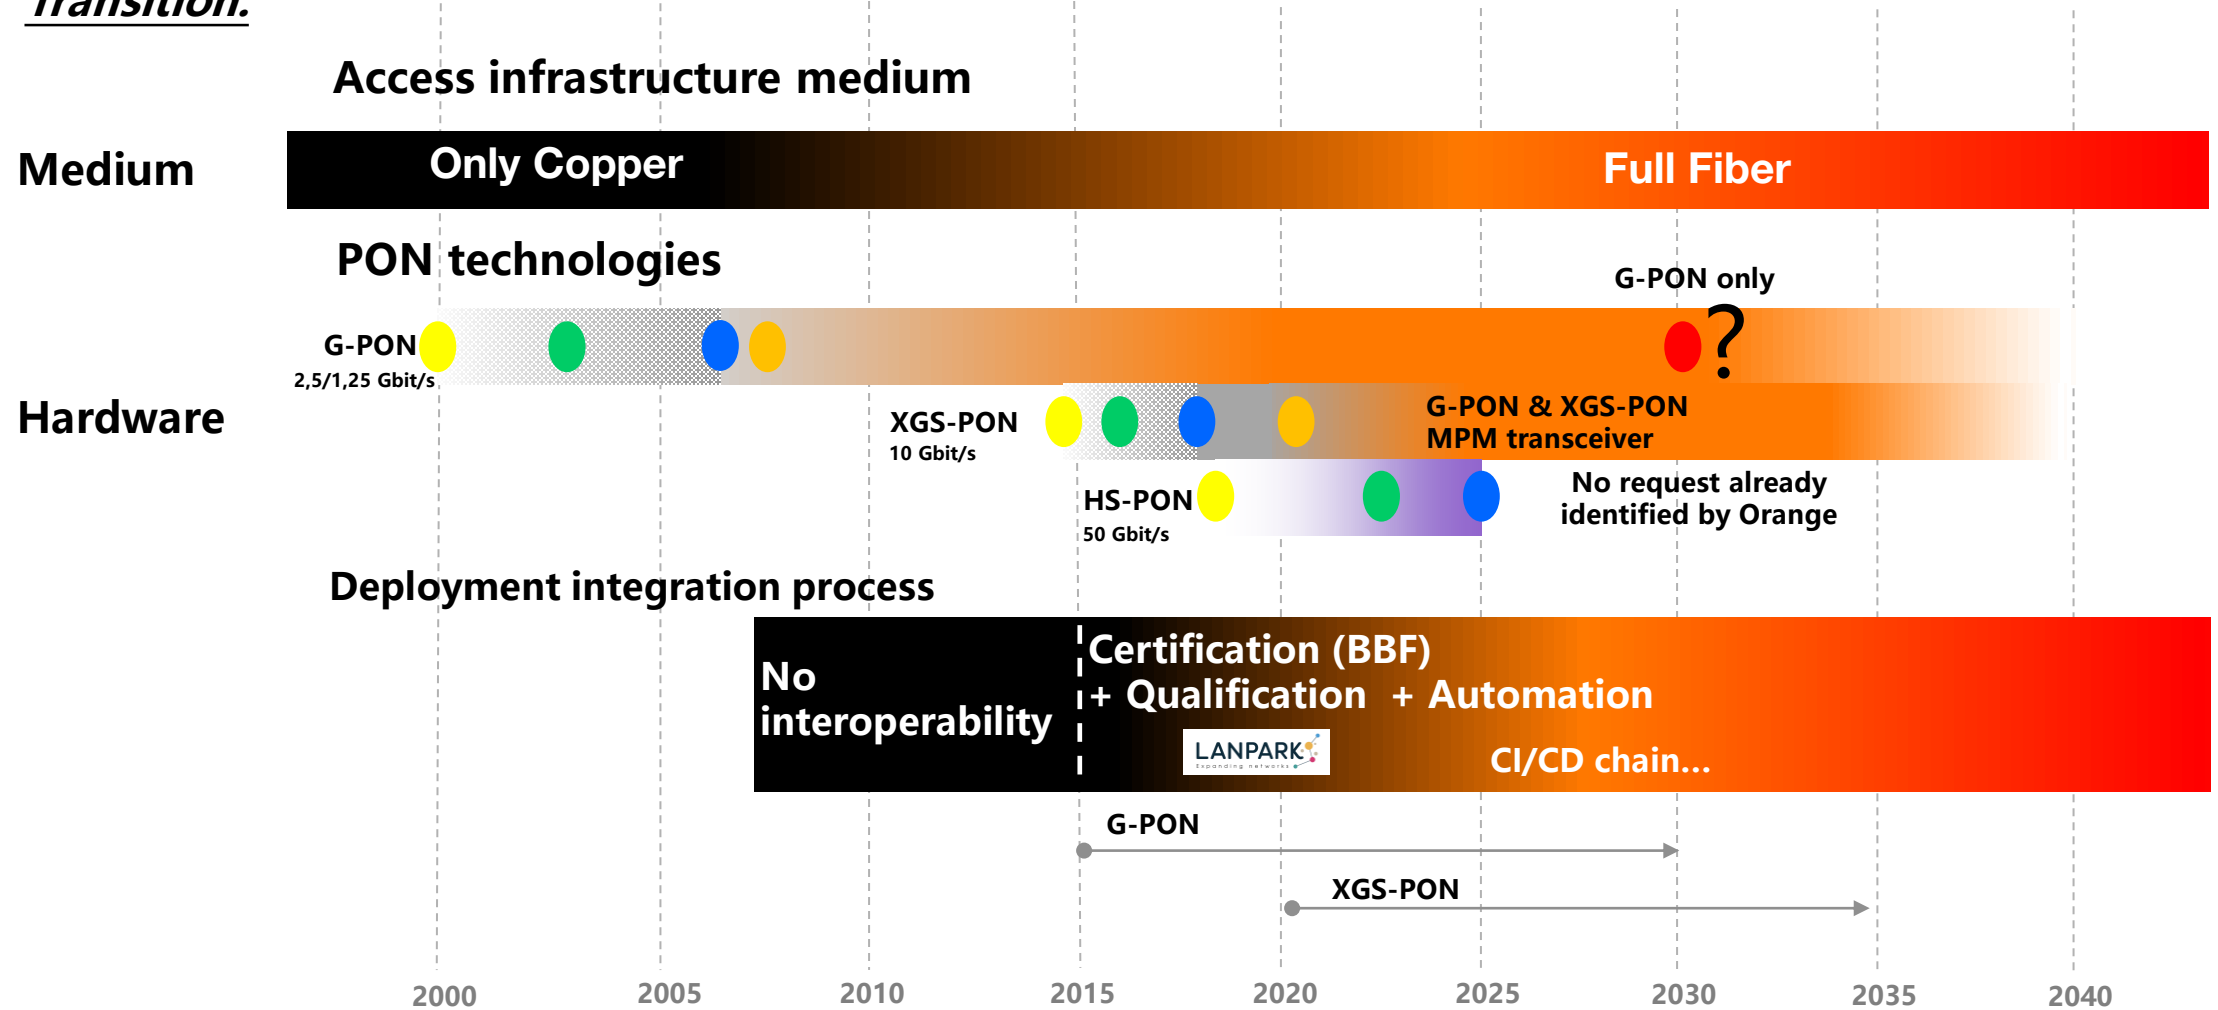 Transition:
Access infrastructure medium
Medium
Only Copper
Full Fiber
PON technologies
G-PON only
?
G-PON
2,5/1,25 Gbit/s
Hardware
XGS-PON
10 Gbit/s
G-PON & XGS-PON
MPM transceiver
HS-PON
50 Gbit/s
No request already
identified by Orange
Deployment integration process
No
interoperability
Certification (BBF)
+ Qualification + Automation
LANPARK
Expanding networks
CI/CD chain...
G-PON
XGS-PON
2000 2005 2010 2015 2020 2025 2030 2035 2040